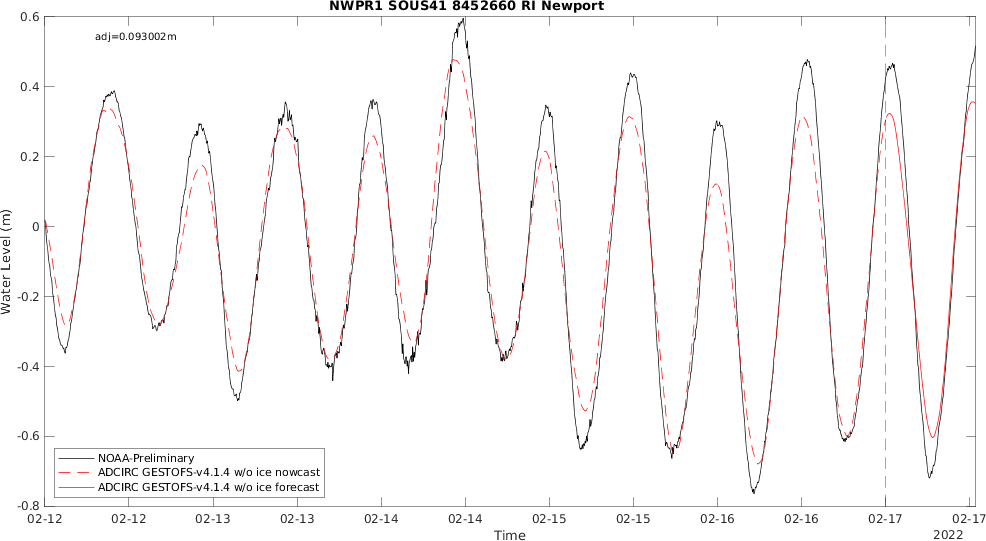 NWPR1 SOUS41 8452660 RI Newport
adj=0.093002m
0.6
0.4
0.2
0
-0.2
-0.4
-0.6
-0.8
Water Level (m)
NOAA-Preliminary
ADCIRC GESTOFS-v4.1.4 w/o ice nowcast
ADCIRC GESTOFS-v4.1.4 w/o ice forecast
02-12 02-12 02-13 02-13 02-14 02-14 02-15 02-15 02-16 02-16 02-17 02-17
Time
2022